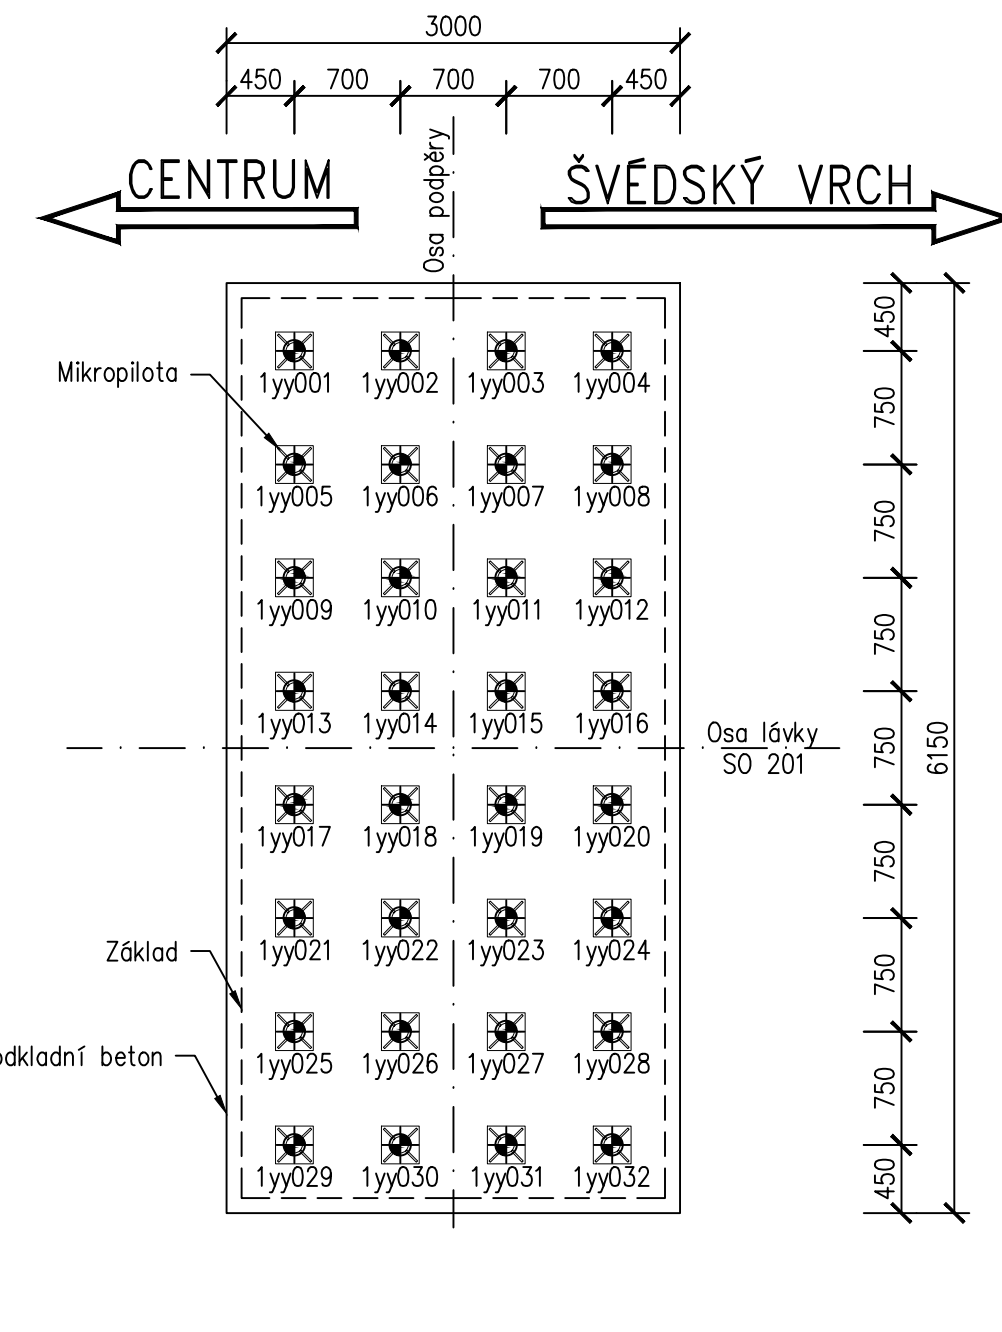 3000
450 700 700 700 450
Osa podpěry
CENTRUM
ŠVÉDSKÝ VRCH
450
1yy001 1yy002 1yy003 1yy004
Mikropilota
750
1yy005 1yy006 1yy007 1yy008
750
1yy009 1yy010 1yy011 1yy012
750
1yy013 1yy014 1yy015 1yy016
Osa lávky
SO 201
750
6150
1yy017 1yy018 1yy019 1yy020
750
1yy021 1yy022 1yy023 1yy024
Základ
750
odkladní beton
1yy025 1yy026 1yy027 1yy028
750
1yy029 1yy030 1yy031 1yy032
450